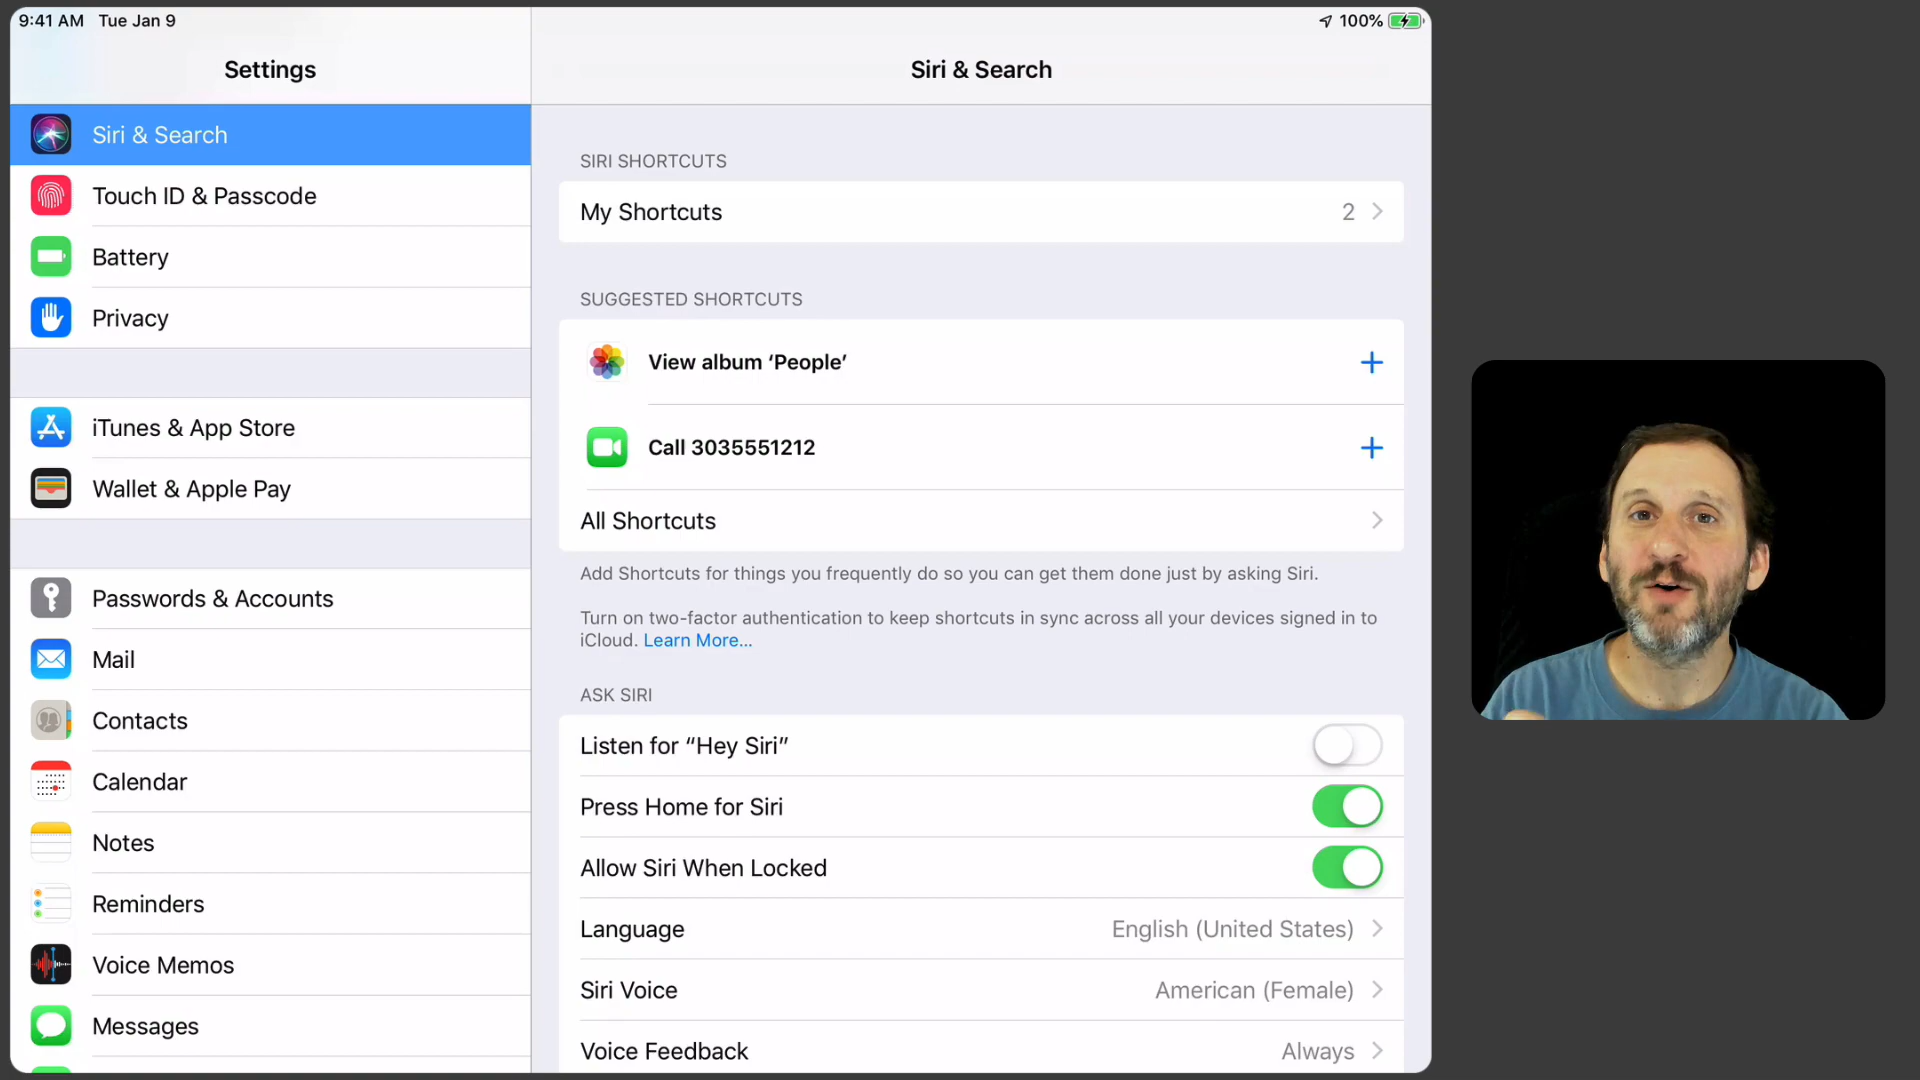 9:41 AM Tue Jan 9
100%
Settings
Siri & Search
Siri & Search
Touch ID & Passcode
Battery
Privacy
iTunes & App Store
Wallet & Apple Pay
Passwords & Accounts
Mail
Contacts
Calendar
Notes
Reminders
Voice Memos
Messages
SIRI SHORTCUTS
My Shortcuts 2
SUGGESTED SHORTCUTS
View album ‘People’
Call 3035551212
All Shortcuts
Add Shortcuts for things you frequently do so you can get them done just by asking Siri.
Turn on two-factor authentication to keep shortcuts in sync across all your devices signed in to
iCloud. Learn More...
ASK SIRI
Listen for “Hey Siri”
Press Home for Siri
Allow Siri When Locked
Language English (United States)
Siri Voice American (Female)
Voice Feedback Always